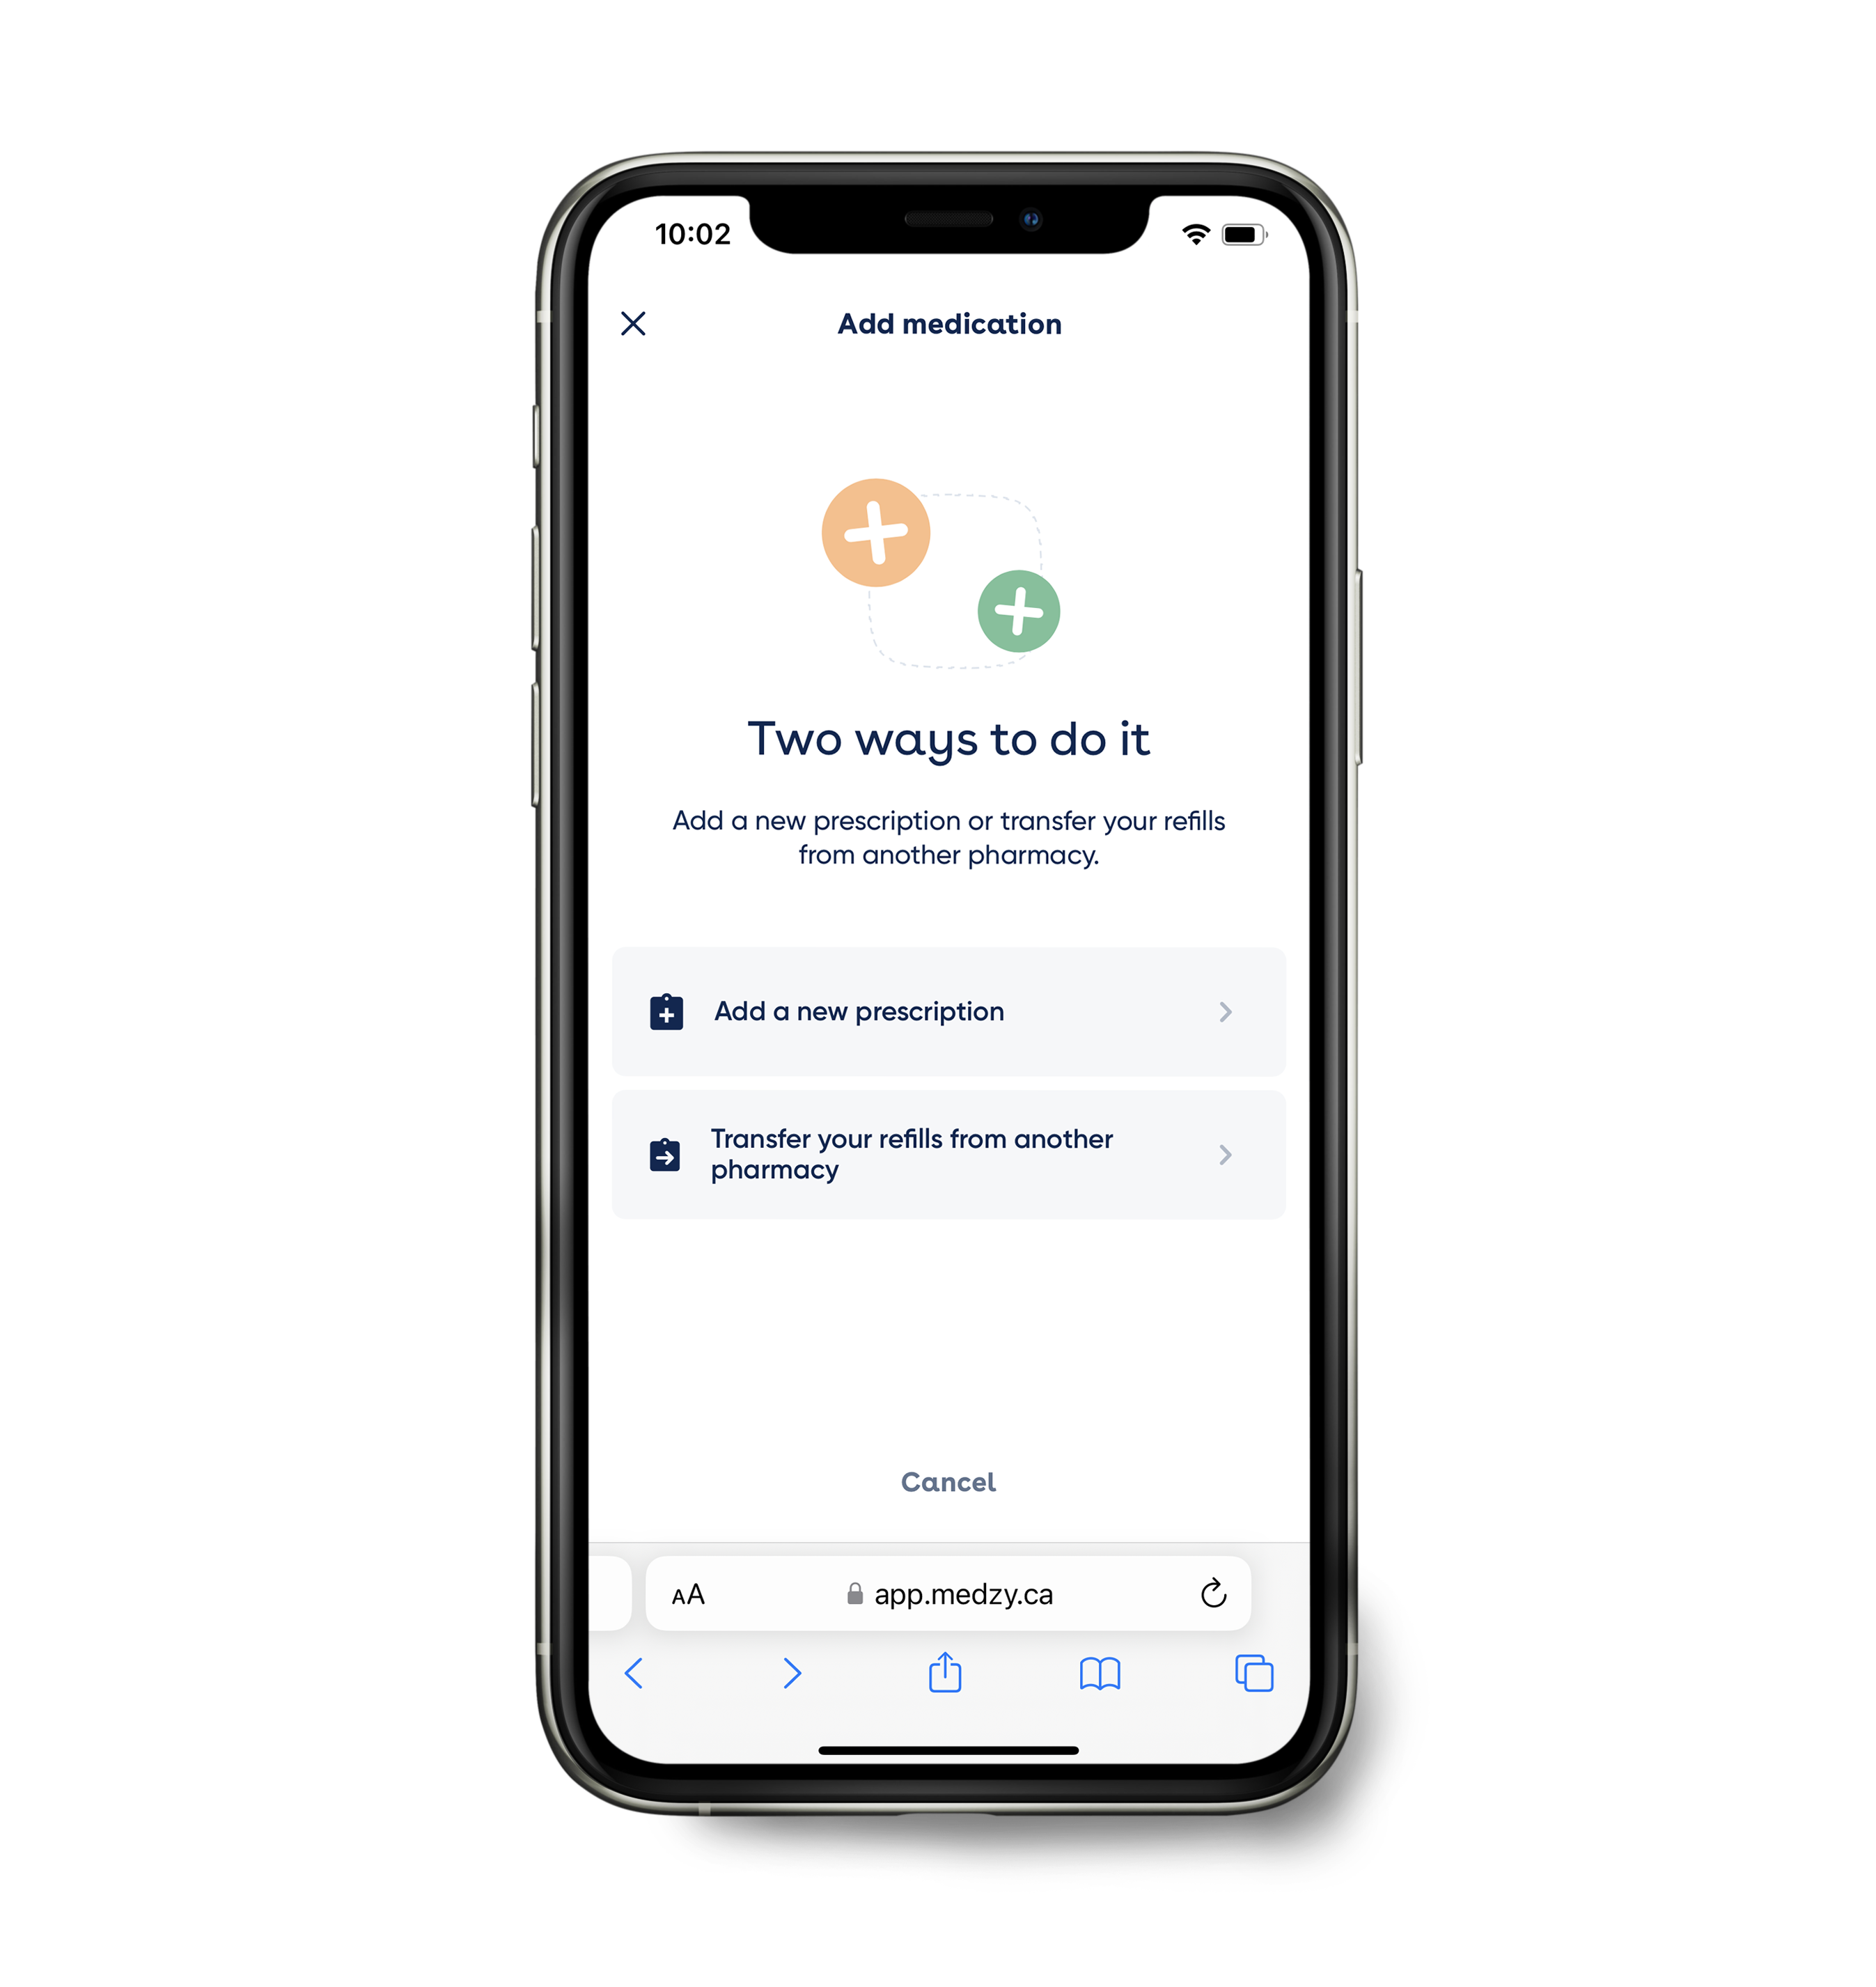 10:02
Add medication
Two ways to do it
Add a new prescription or transfer your refills
from another pharmacy.
Add a new prescription
Transfer your refills from another
pharmacy
Cancel
AA app.medzy.ca